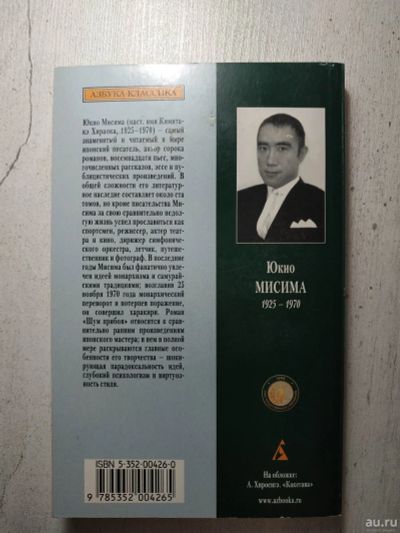 АЗБУКА-КЛАССИКА
Юкио Мисима (наст. имя Кимита-
кэ Хираока, 1925–1970) — самый
знаменитый и читаемый в мире
японский писатель, автор сорока
романов, восемнадцати пьес, мно-
гочисленных рассказов, эссе и пу-
блицистических произведений. В
общей сложности его литератур-
ное наследие составляет около ста
томов, но кроме писательства Ми-
сима за свою сравнительно недол-
гую жизнь успел прославиться как
спортсмен, режиссер, актер теат-
ра и кино, дирижер симфониче-
ского оркестра, летчик, путеше-
ственник и фотограф. В последние
годы Мисима был фанатично увле-
чен идеей монархизма и самурай-
скими традициями; возглавив 25
ноября 1970 года монархический
переворот и потерпев поражение,
он совершил харакири. Роман
«Шум прибоя» относится к срав-
нительно ранним произведениям
японского мастера; в нем в полной
мере раскрываются главные осо-
бенности его творчества — шоки-
рующая парадоксальность идей,
глубокий психологизм и виртуоз-
ность стиля.
ISBN 5-352-00426-0
9 785352 004265
Юкио
МИСИМА
1925 – 1970
На обложке:
А. Хиросигэ. «Канэгава»
www.azbooka.ru
au.ru